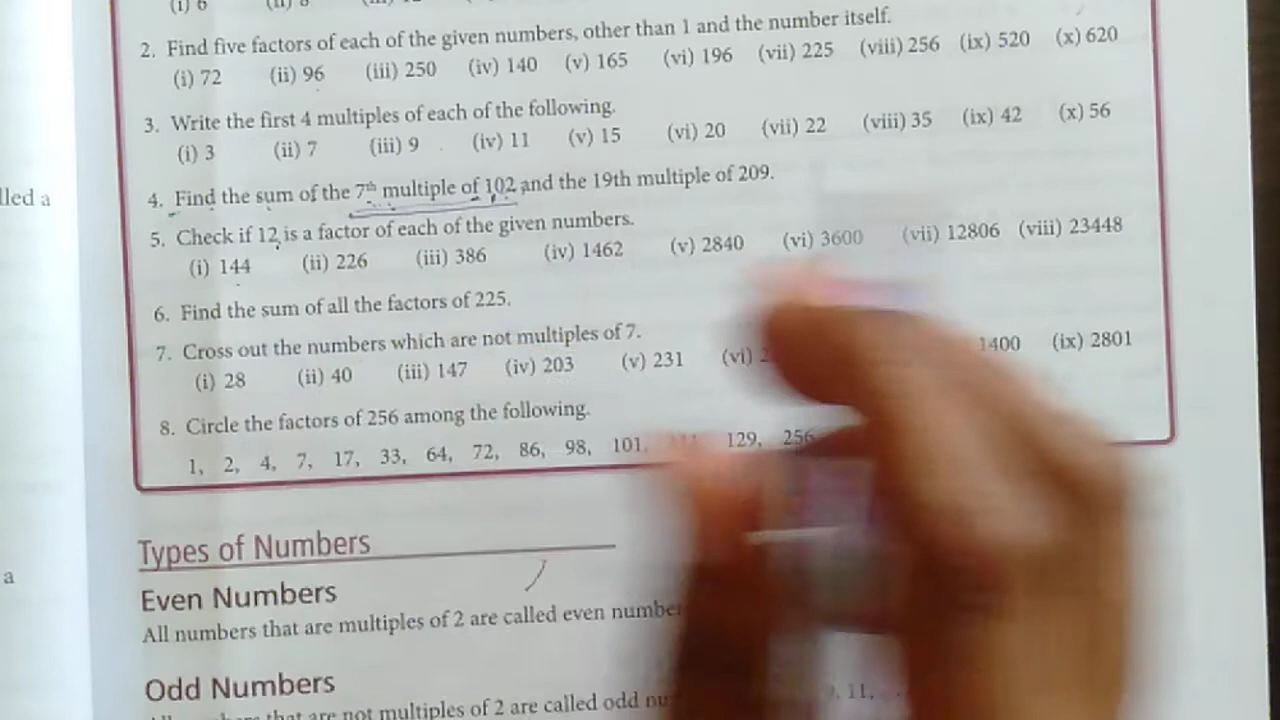 (i) 6
2. Find five factors of each of the given numbers, other than 1 and the number itself.
(i) 72 (ii) 96 (iii) 250 (iv) 140 (v) 165 (vi) 196 (vii) 225 (viii) 256 (ix) 520 (x) 620
3. Write the first 4 multiples of each of the following.
(i) 3 (ii) 7 (iii) 9 (iv) 11 (v) 15 (vi) 20 (vii) 22 (viii) 35 (ix) 42 (x) 56
lled a
4. Find the sum of the 7th multiple of 102 and the 19th multiple of 209.
5. Check if 12 is a factor of each of the given numbers.
(i) 144 (ii) 226 (iii) 386 (iv) 1462 (v) 2840 (vi) 3600 (vii) 12806 (viii) 23448
6. Find the sum of all the factors of 225.
7. Cross out the numbers which are not multiples of 7.
(i) 28 (ii) 40 (iii) 147 (iv) 203 (v) 231 (vi) 1400 (ix) 2801
8. Circle the factors of 256 among the following.
1, 2, 4, 7, 17, 33, 64, 72, 86, 98, 101, 129, 256
Types of Numbers
a
Even Numbers
All numbers that are multiples of 2 are called even
Odd Numbers
that are not multiples of 2 are called odd 11,